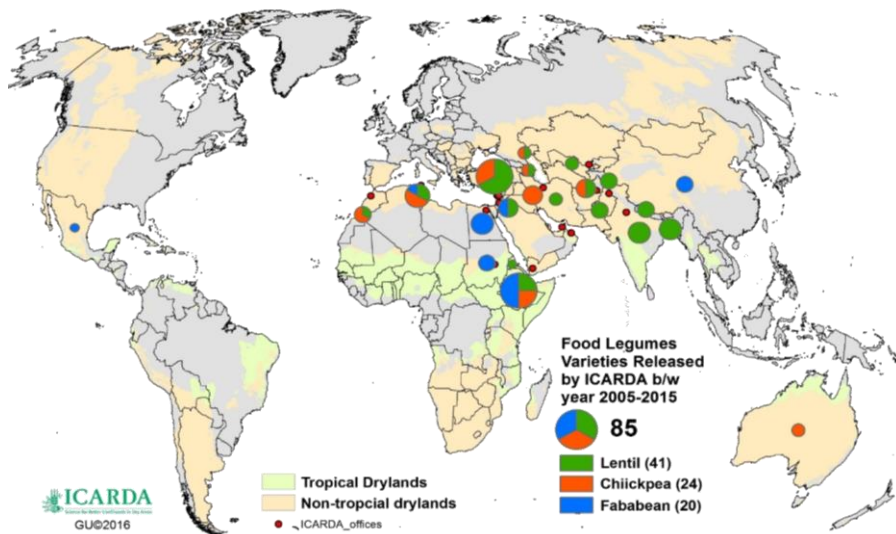 Food Legumes
Varieties Released
by ICARDA b/w
year 2005-2015
85
Lentil (41)
Chiickpea (24)
Fababean (20)
Tropical Drylands
Non-tropcial drylands
ICARDA_offices
ICARDA
GU©2016